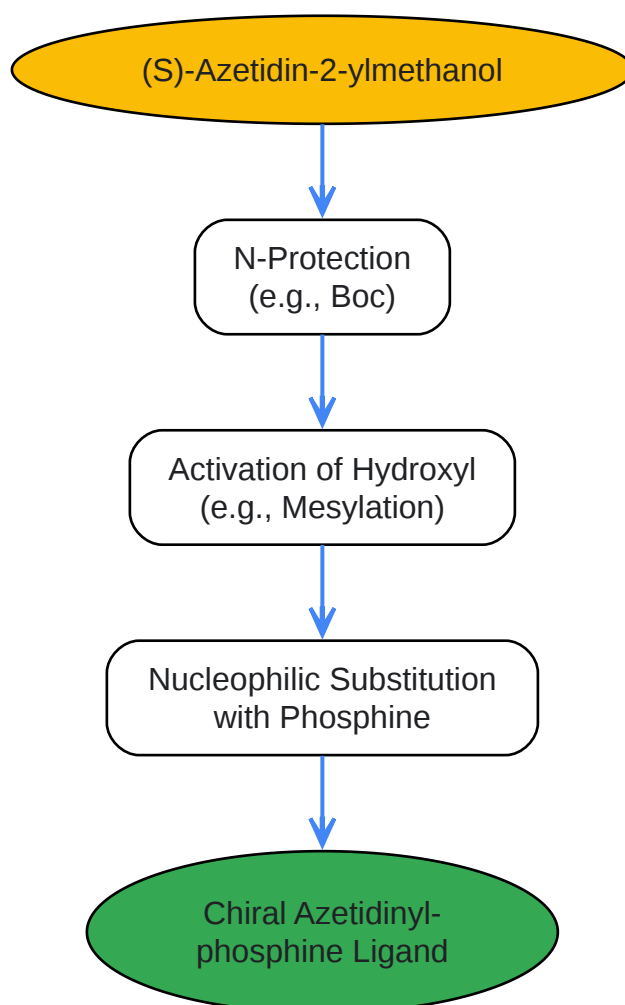 (S)-Azetidin-2-ylmethanol
N-Protection
(e.g., Boc)
Activation of Hydroxyl
(e.g., Mesylation)
Nucleophilic Substitution
with Phosphine
Chiral Azetidinyl-
phosphine Ligand